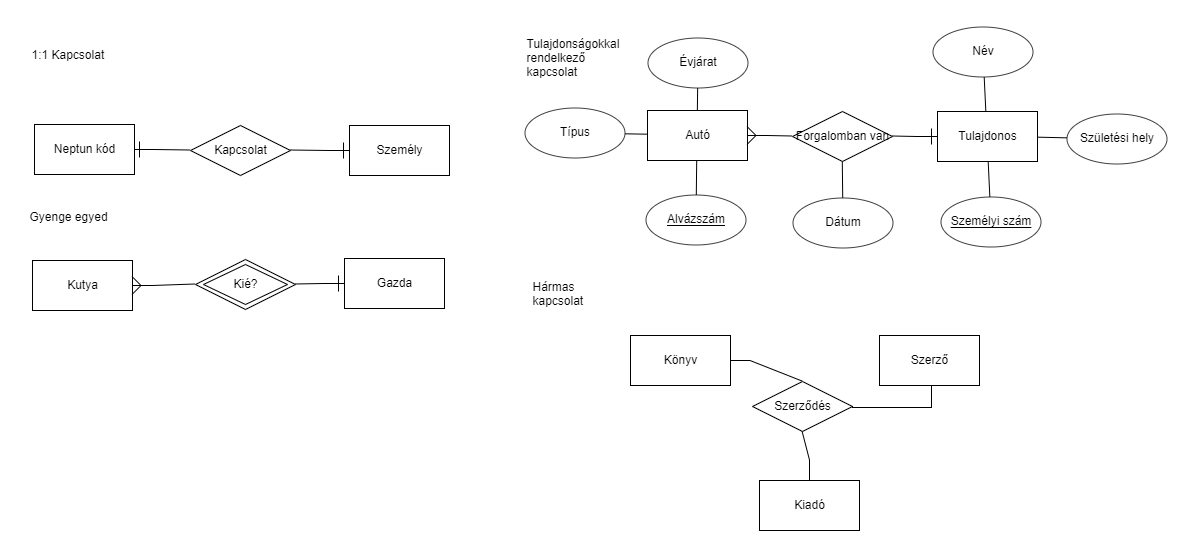 1:1 Kapcsolat
Neptun kód
Kapcsolat
Személy
Gyenge egyed
Kutya
Kié?
Gazda
Tulajdonságokkal
rendelkező
kapcsolat
Évjárat
Név
Típus
Autó
Forgalomban van
Tulajdonos
Születési hely
Alvázszám
Dátum
Személyi szám
Hármas
kapcsolat
Könyv
Szerző
Szerződés
Kiadó